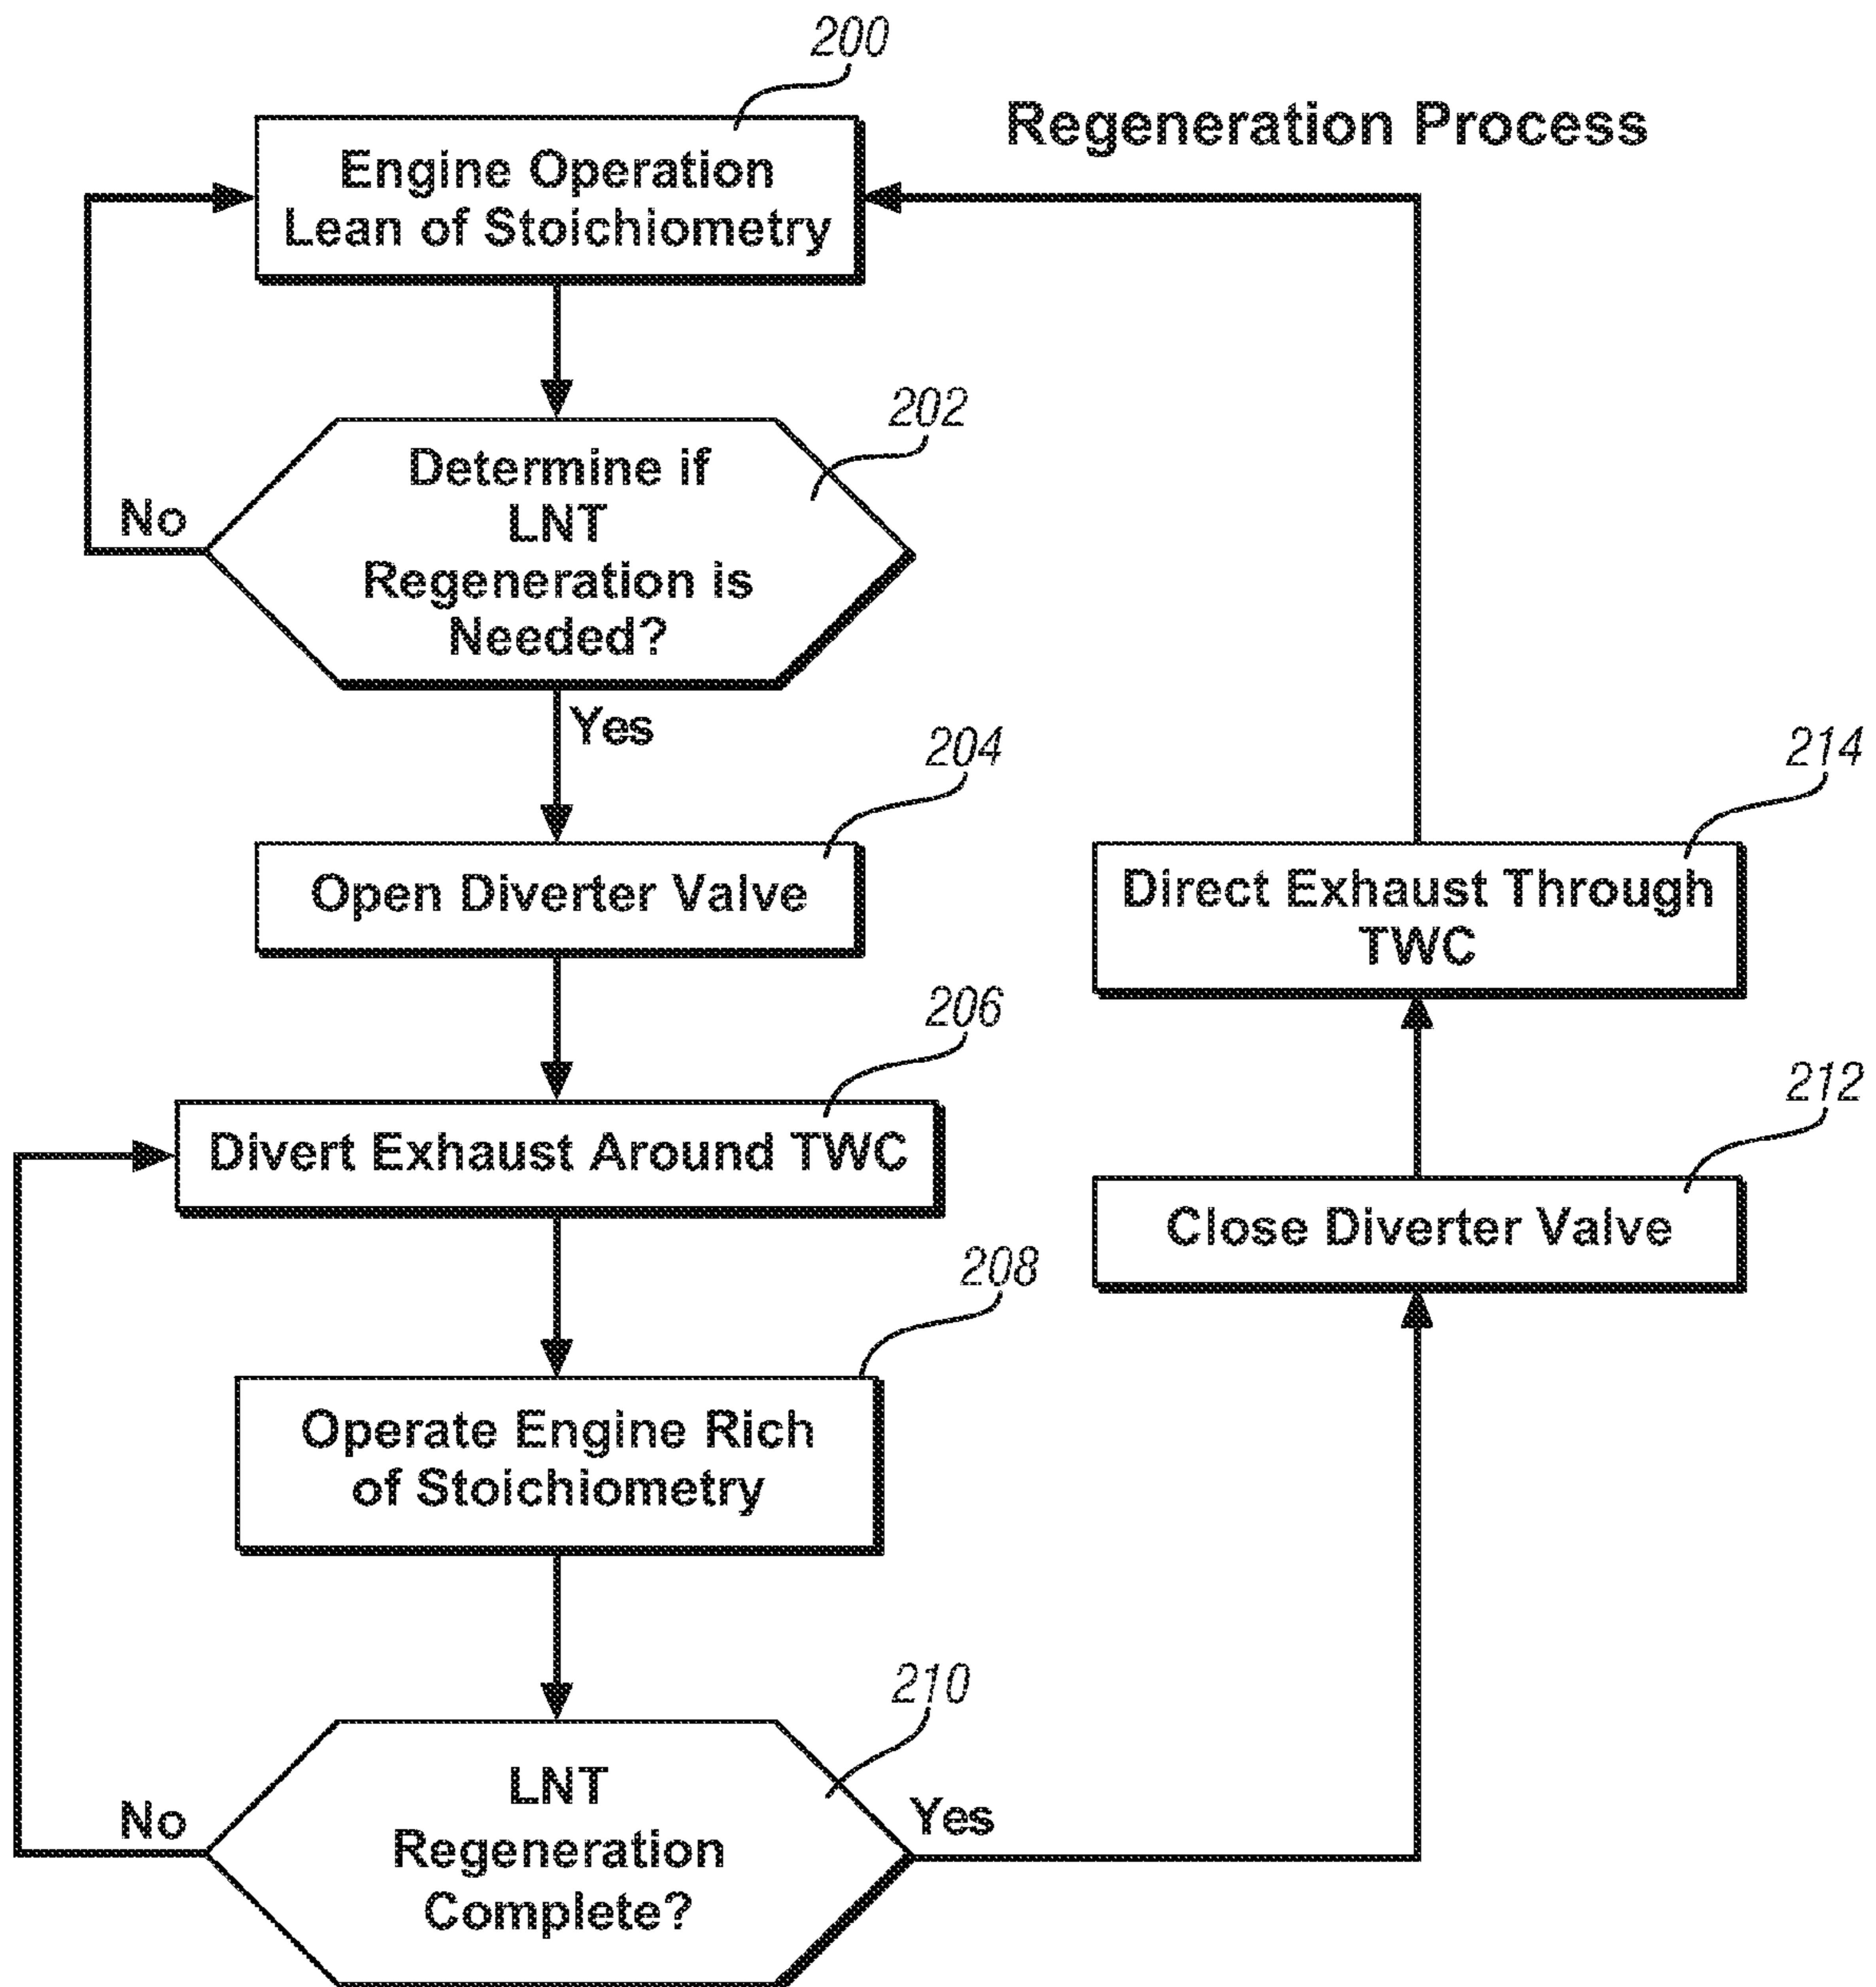 200
Regeneration Process
Engine Operation
Lean of Stoichiometry
202
Determine if
LNT
Regeneration is
Needed?
No
Yes
204
Open Diverter Valve
206
Divert Exhaust Around TWC
208
Operate Engine Rich
of Stoichiometry
210
LNT
Regeneration
Complete?
No
Yes
212
Close Diverter Valve
214
Direct Exhaust Through
TWC